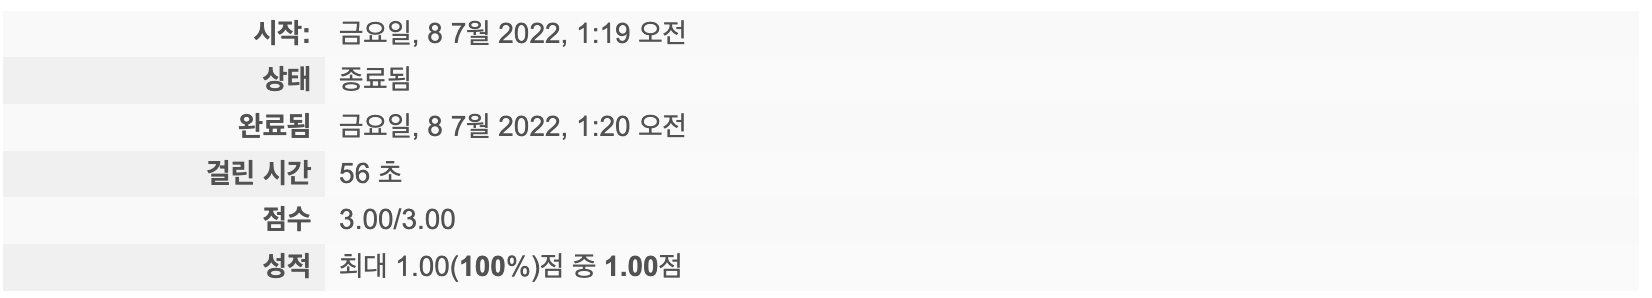 시작: 금요일, 8 7월 2022, 1:19 오전
상태 종료됨
완료됨 금요일, 8 7월 2022, 1:20 오전
걸린 시간 56 초
점수 3.00/3.00
성적 최대 1.00(100%)점 중 1.00점